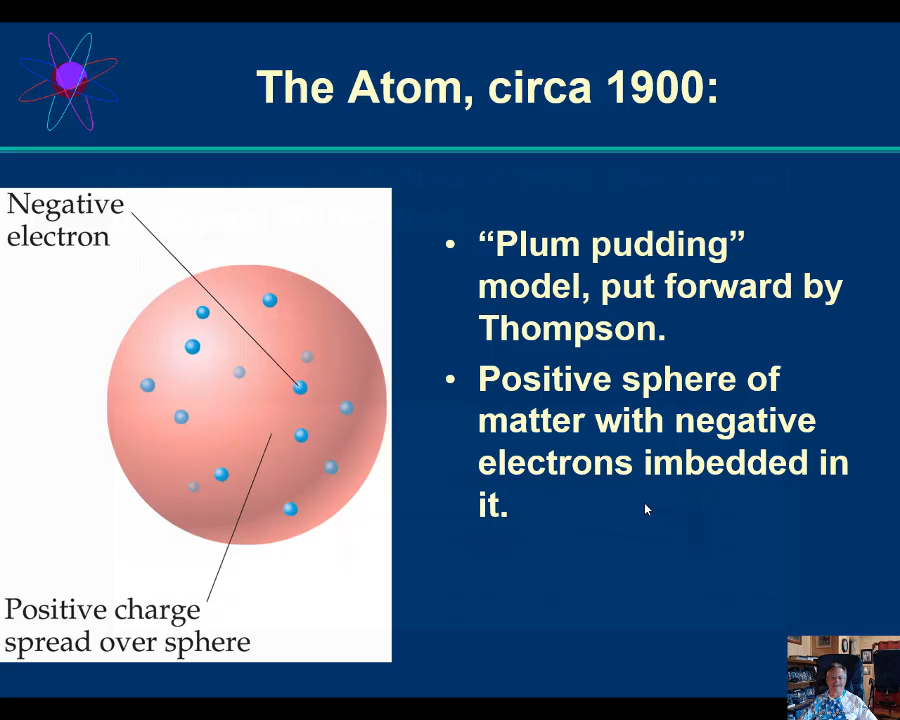 The Atom, circa 1900:
Negative
electron
Positive charge
spread over sphere
• “Plum pudding”
model, put forward by
Thompson.
• Positive sphere of
matter with negative
electrons imbedded in
it.